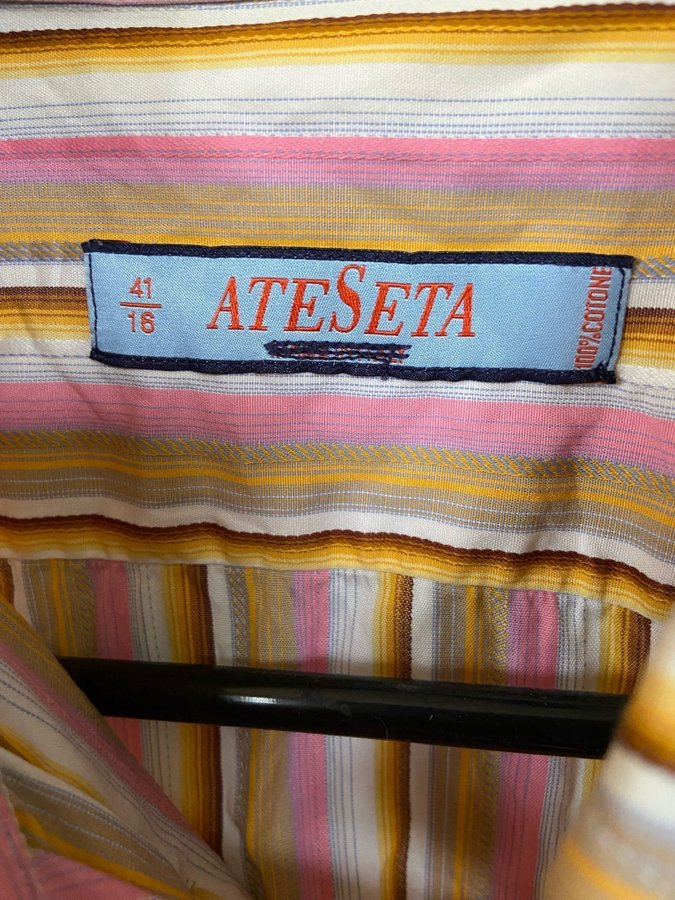 41
16
ATESETA
100% COTONE